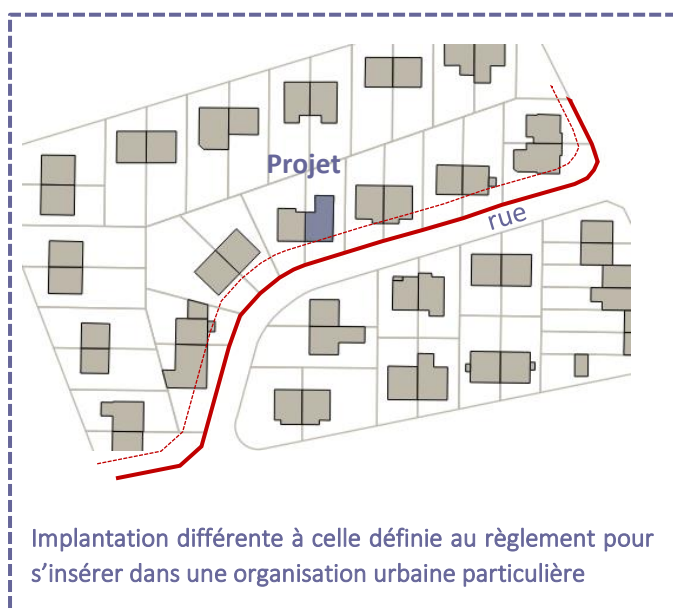 Projet
rue
Implantation différente à celle définie au règlement pour
s’insérer dans une organisation urbaine particulière